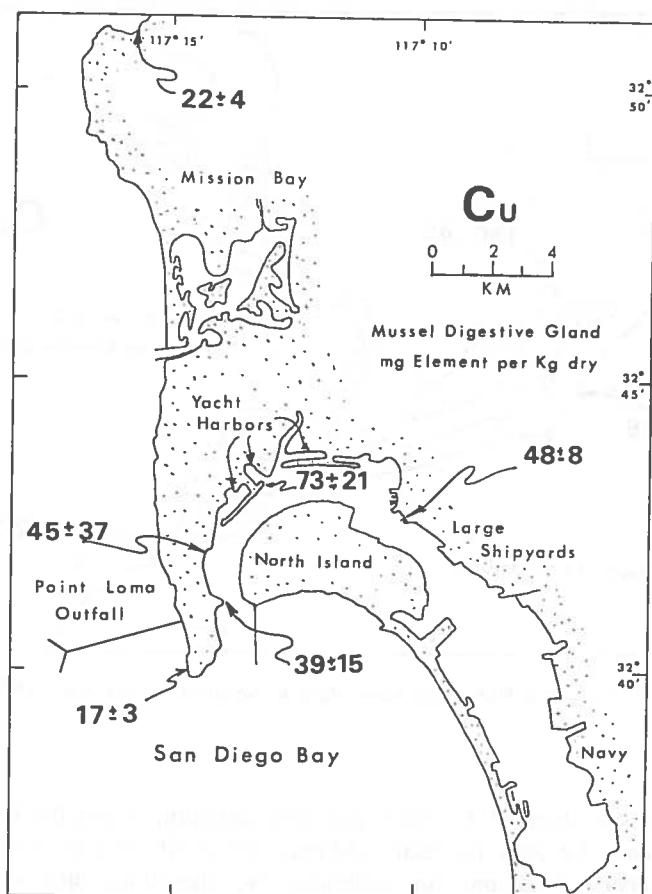 117° 15'
117° 10'
32°
50'
22±4
Mission Bay
Cu
0 2 4
KM
Mussel Digestive Gland
mg Element per Kg dry
32°
45'
Yacht
Harbors
48±8
73±21
45±37
Large
Shipyards
North Island
Point Loma
Outfall
39±15
32°
40'
17±3
San Diego Bay
Navy